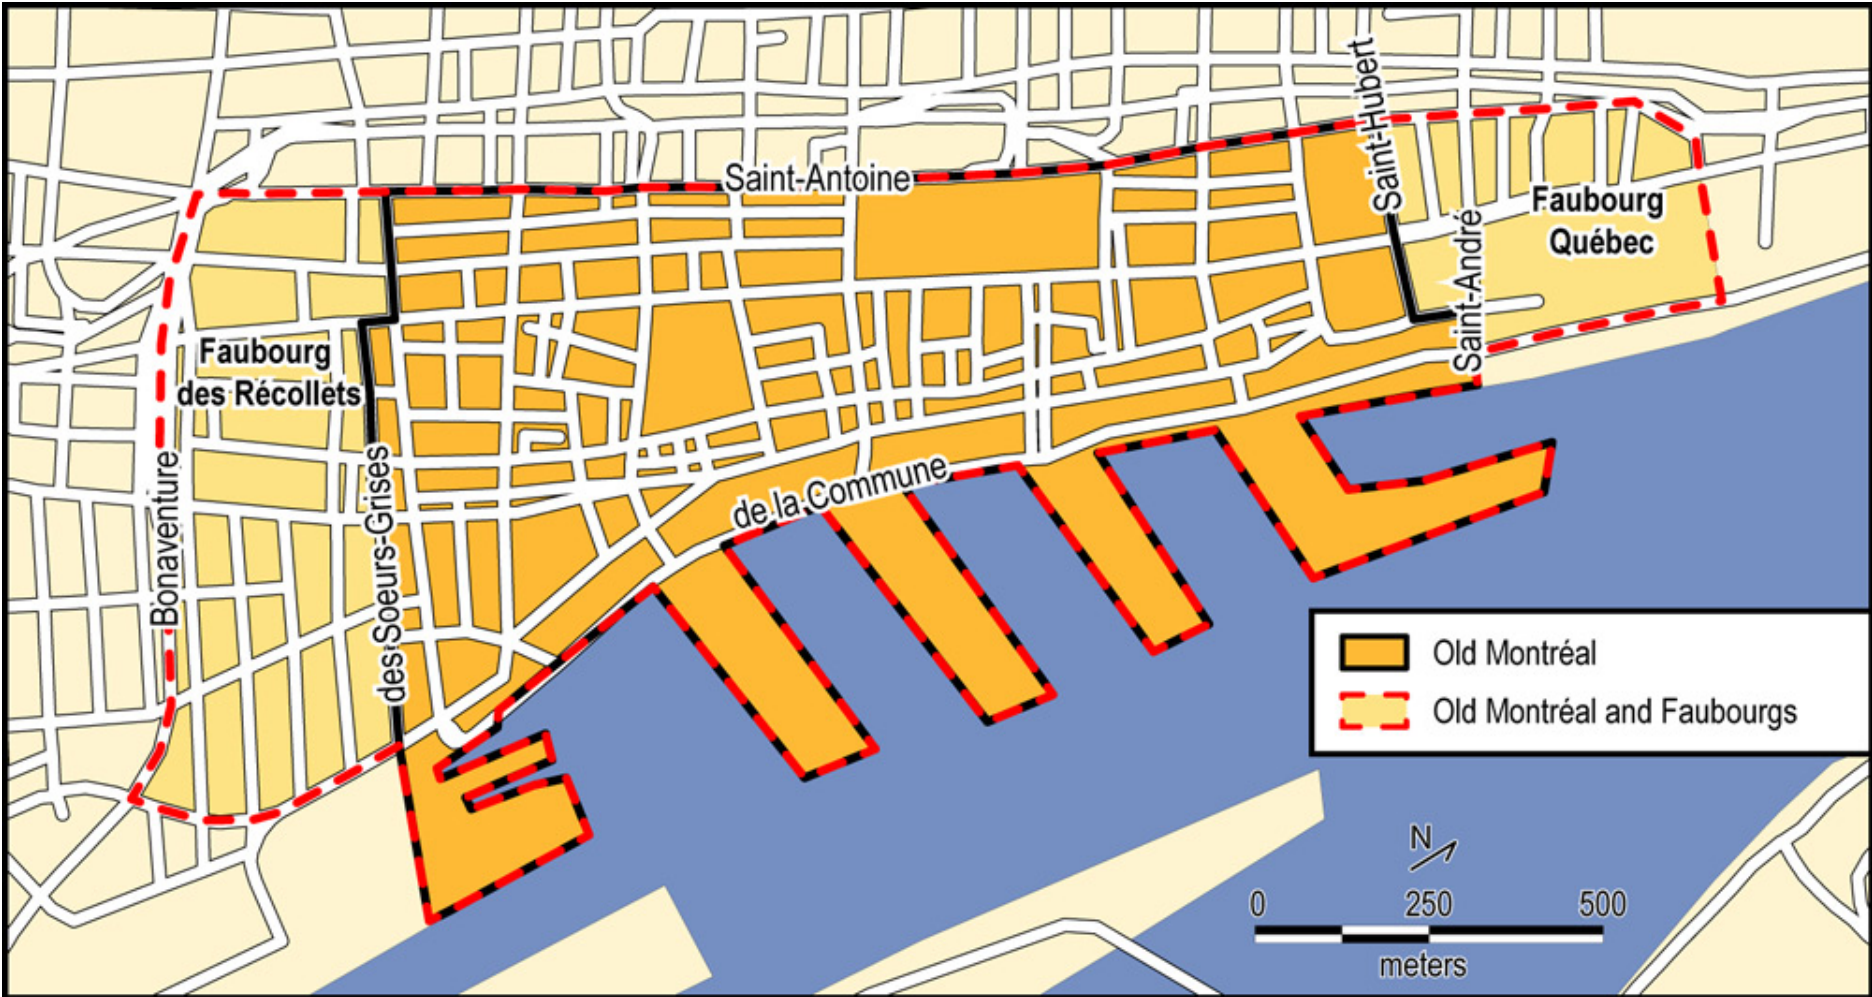 Saint-Hubert
Saint-Antoine
Faubourg
Québec
Saint-André
Faubourg
des Récollets
Bonaventure
des Soeurs-Grises
de la Commune
Old Montréal
Old Montréal and Faubourgs
N
0 250 500
meters